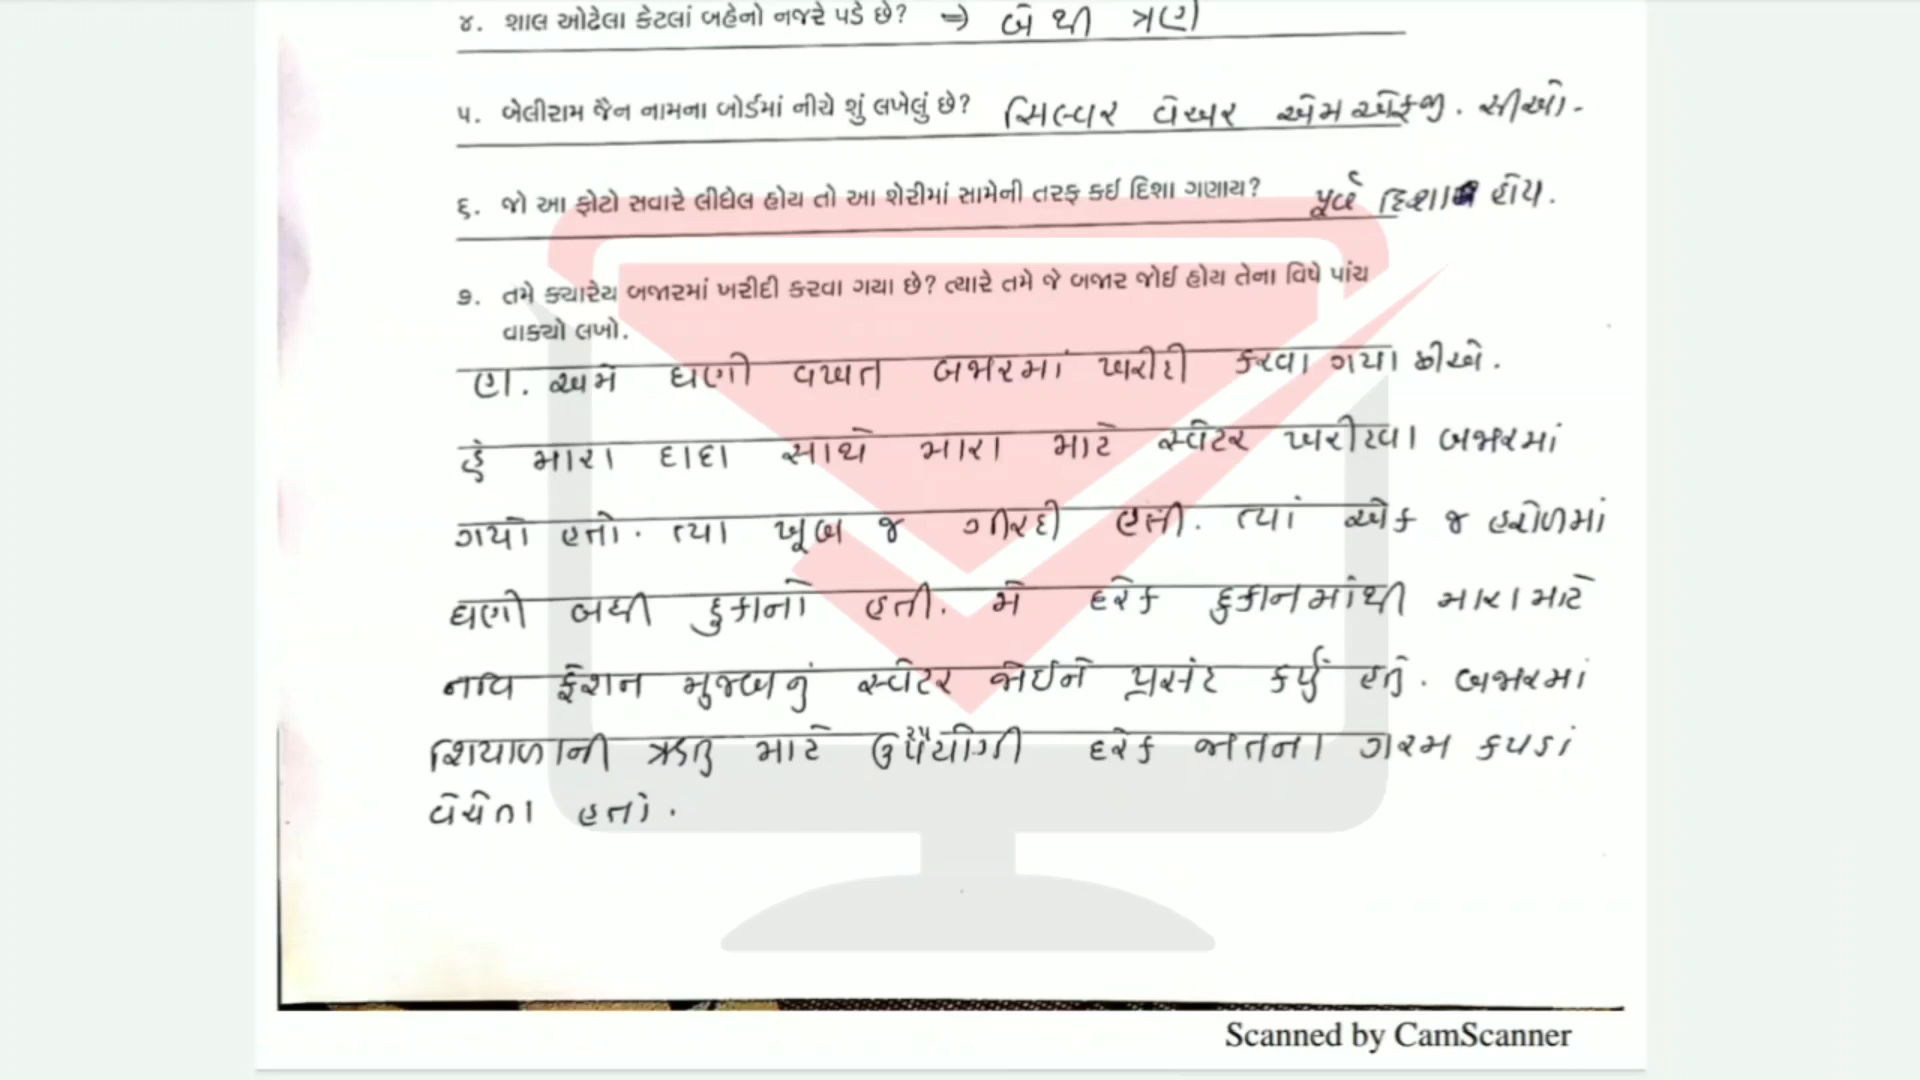 ૪. શાલ ઓઢેલા કેટલાં બહેનો નજરે પડે છે? ⇒ બે થી ત્રણ
૫. બેલીરામ જૈન નામના બોર્ડમાં નીચે શું લખેલું છે? સિલ્વર વેઅર એમ એફજી. સીઓ.
૬. જો આ ફોટો સવારે લીધેલ હોય તો આ શેરીમાં સામેની તરફ કઈ દિશા ગણાય? પૂર્વ દિશા હોય.
૭. તમે ક્યારેય બજારમાં ખરીદી કરવા ગયા છે? ત્યારે તમે જે બજાર જોઈ હોય તેના વિષે પાંચ
વાક્યો લખો.
હા. અમે ઘણી વખત બજારમાં ખરીદી કરવા ગયા છીએ.
હું મારા દાદા સાથે મારા માટે સ્વેટર ખરીદવા બજારમાં
ગયો હતો. ત્યા ખૂબ જ ગીરદી હતી. ત્યાં એક જ હરોળમાં
ઘણી બધી દુકાનો હતી. મે દરેક દુકાનમાંથી મારા માટે
નવિ ફેશન મુજબનું સ્વેટર જોઈને પસંદ કર્યું હતું. બજારમાં
શિયાળાની ઋતુ માટે ઉપયોગી દરેક જાતના ગરમ કપડાં
વેચેતા હતો.
Scanned by CamScanner